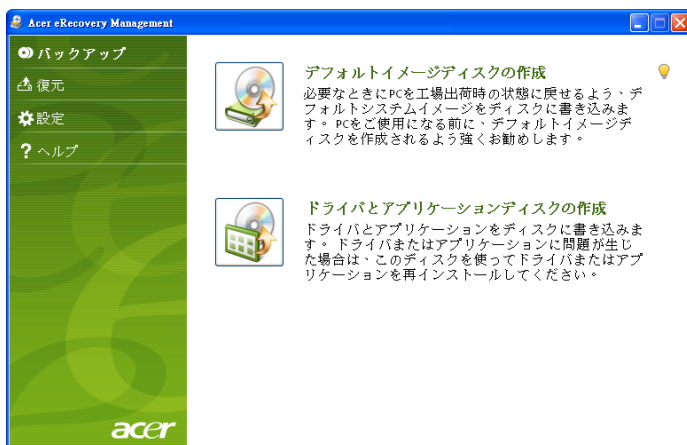 Acer eRecovery Management
バックアップ
復元
設定
ヘルプ
デフォルトイメージディスクの作成
必要なときにPCを工場出荷時の状態に戻せるよう、デ
フォルトシステムイメージをディスクに書き込みま
す。PCをご使用になる前に、デフォルトイメージデ
ィスクを作成されるよう強くお勧めします。
ドライバとアプリケーションディスクの作成
ドライバとアプリケーションをディスクに書き込みま
す。ドライバまたはアプリケーションに問題が生じ
た場合は、このディスクを使ってドライバまたはアプ
リケーションを再インストールしてください。
acer